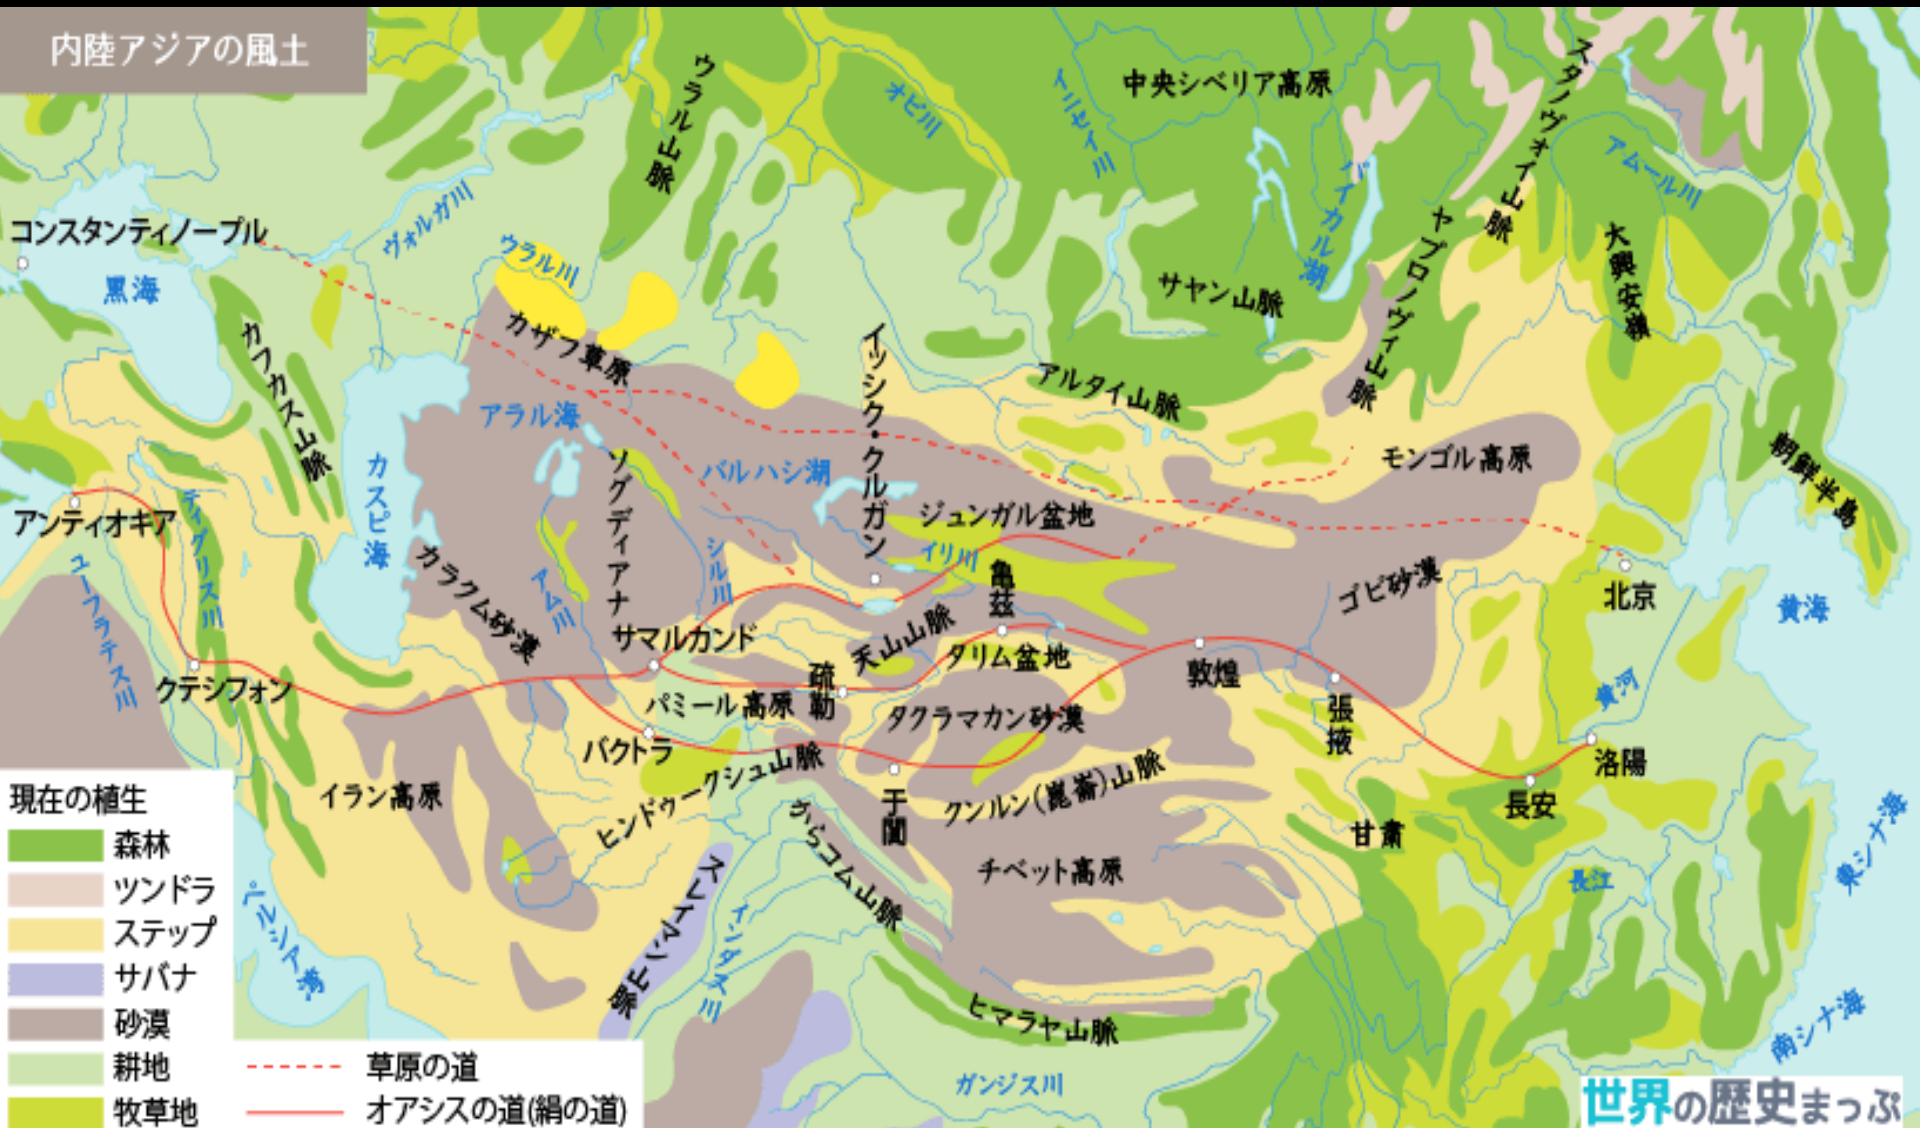 内陸アジアの風土
ウラル山脈
オビ川
イニセイ川
中央シベリア高原
スタノヴォイ山脈
アムール川
バイカル湖
ヤブロノヴィ山脈
大興安嶺
コンスタンティノープル
黒海
ヴォルガ川
ウラル川
サヤン山脈
カフカス山脈
カザフ草原
イッシク・クルガン
アルタイ山脈
アラル海
カスピ海
ソグディアナ
バルハシ湖
モンゴル高原
朝鮮半島
アンティオキア
ティグリス川
ユーフラテス川
カラクム砂漠
アム川
シル川
ジュンガル盆地
イリ川
亀茲
ゴビ砂漠
北京
黄海
サマルカンド
天山山脈
タリム盆地
敦煌
クテシフォン
パミール高原
疏勒
タクラマカン砂漠
張掖
黄河
洛陽
バクトラ
ヒンドゥークシュ山脈
イラン高原
于闐
クンルン(崑崙)山脈
長安
甘粛
からコム山脈
チベット高原
長江
東シナ海
スレイマン山脈
インダス川
ペルシア湾
ヒマラヤ山脈
ガンジス川
南シナ海
現在の植生
森林
ツンドラ
ステップ
サバナ
砂漠
耕地
牧草地
草原の道
オアシスの道(絹の道)
世界の歴史まっぷ